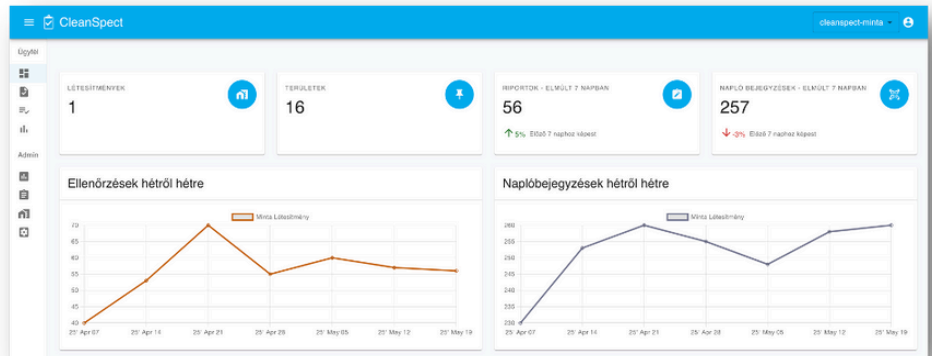 CleanSpect
cleanspect-minta
Ügyfél
Admin
LÉTESÍTMÉNYEK
1
TERÜLETEK
16
RIPORTOK - ELMÚLT 7 NAPBAN
56
5% Előző 7 naphoz képest
NAPLÓ BEJEGYZÉSEK - ELMÚLT 7 NAPBAN
257
-3% Előző 7 naphoz képest
Ellenőrzések hétről hétre
Minta Létesítmény
70
65
60
55
50
45
40
25' Apr 07
25' Apr 14
25' Apr 21
25' Apr 28
25' May 05
25' May 12
25' May 19
Naplóbejegyzések hétről hétre
Minta Létesítmény
260
255
250
245
240
235
230
25' Apr 07
25' Apr 14
25' Apr 21
25' Apr 28
25' May 05
25' May 12
25' May 19